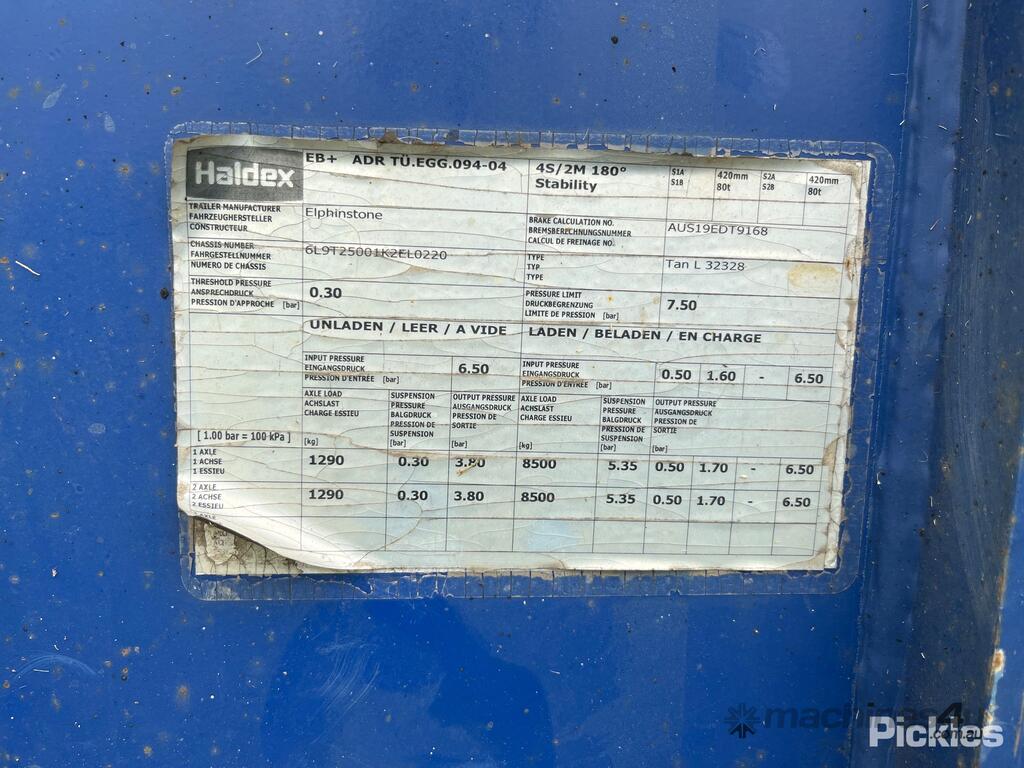 Haldex
EB+ ADR TÜ.EGG.094-04
4S/2M 180°
Stability
S1A
S1B
420mm
80t
S2A
S2B
420mm
80t
TRAILER MANUFACTURER
FAHRZEUGHERSTELLER
CONSTRUCTEUR
Elphinstone
BRAKE CALCULATION NO.
BREMSBERECHNUNGSNUMMER
CALCUL DE FREINAGE NO.
AUS19EDT9168
CHASSIS NUMBER
FAHRGESTELLNUMMER
NUMERO DE CHASSIS
6L9T25001K2EL0220
TYPE
TYP
TYPE
Tan L 32328
THRESHOLD PRESSURE
ANSPRECHDRUCK
PRESSION D'APPROCHE [bar]
0.30
PRESSURE LIMIT
DRUCKBEGRENZUNG
LIMITE DE PRESSION [bar]
7.50
UNLADEN / LEER / A VIDE
LADEN / BELADEN / EN CHARGE
INPUT PRESSURE
EINGANGSDRUCK
PRESSION D'ENTRÉE [bar]
6.50
INPUT PRESSURE
EINGANGSDRUCK
PRESSION D'ENTRÉE [bar]
0.50 1.60 - 6.50
[ 1.00 bar = 100 kPa ]
AXLE LOAD
ACHSLAST
CHARGE ESSIEU
[kg]
SUSPENSION
PRESSURE
BALGDRUCK
PRESSION DE
SUSPENSION
[bar]
OUTPUT PRESSURE
AUSGANGSDRUCK
PRESSION DE
SORTIE
[bar]
AXLE LOAD
ACHSLAST
CHARGE ESSIEU
[kg]
SUSPENSION
PRESSURE
BALGDRUCK
PRESSION DE
SUSPENSION
[bar]
OUTPUT PRESSURE
AUSGANGSDRUCK
PRESSION DE
SORTIE
[bar]
1 AXLE
1 ACHSE
1 ESSIEU
1290 0.30 3.80 8500 5.35 0.50 1.70 - 6.50
2 AXLE
2 ACHSE
2 ESSIEU
1290 0.30 3.80 8500 5.35 0.50 1.70 - 6.50
machines4u
.com.au
Pickles